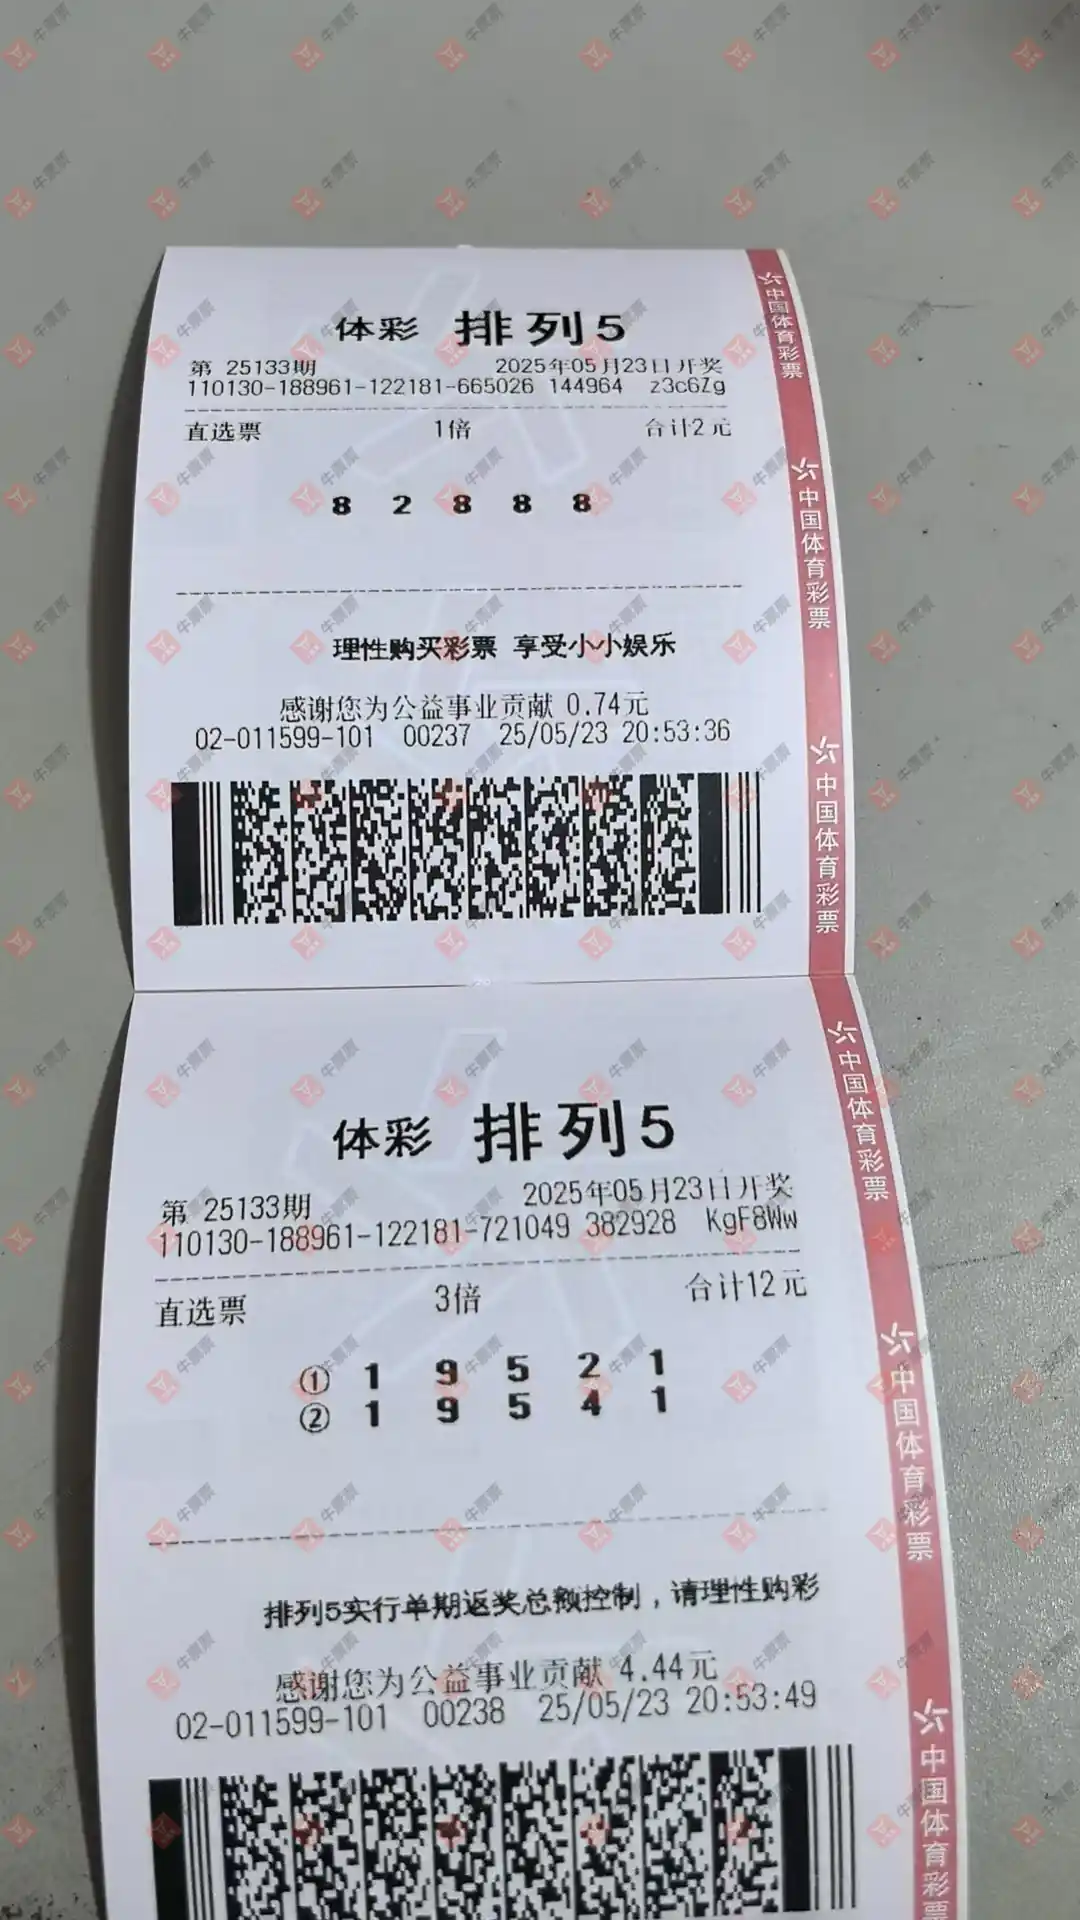 体彩 排列5
第 25133期 2025年05月23日开奖
110130-188961-122181-665026 144964 z3c6Zg
直选票 1倍 合计2元
8 2 8 8 8
理性购买彩票 享受小小娱乐
感谢您为公益事业贡献 0.74元
02-011599-101 00237 25/05/23 20:53:36
中国体育彩票
中国体育彩票
中国体育彩票
体彩 排列5
第 25133期 2025年05月23日开奖
110130-188961-122181-721049 382928 KgF8Ww
直选票 3倍 合计12元
① 1 9 5 2 1
② 1 9 5 4 1
排列5实行单期返奖总额控制，请理性购彩
感谢您为公益事业贡献 4.44元
02-011599-101 00238 25/05/23 20:53:49
中国体育彩票
中国体育彩票
中国体育彩票
牛票票